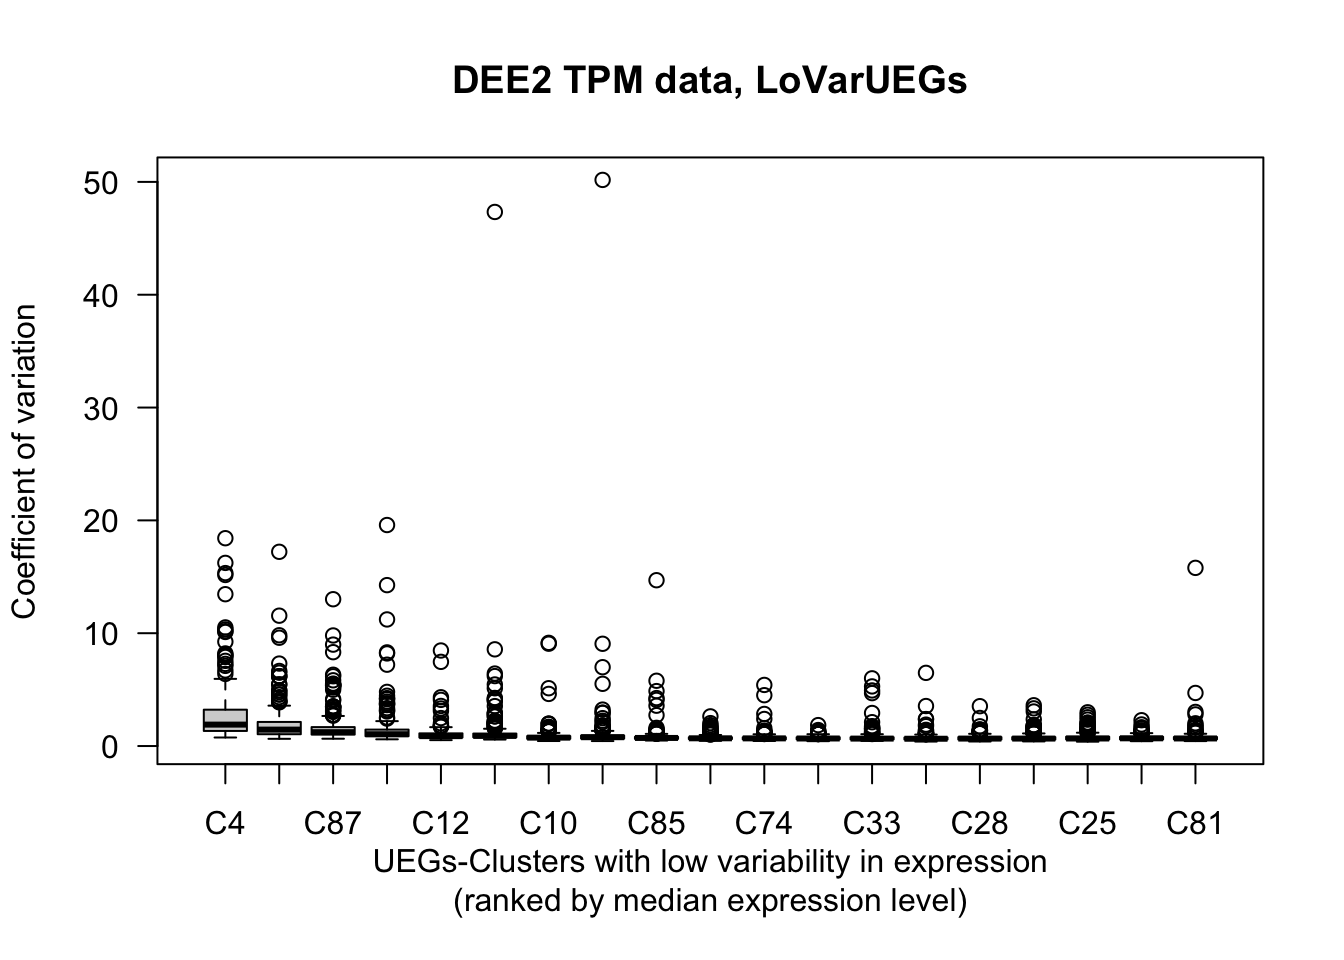 DEE2 TPM data, LoVarUEGs
Coefficient of variation
50
40
30
20
10
0
C4 C87 C12 C10 C85 C74 C33 C28 C25 C81
UEGs-Clusters with low variability in expression
(ranked by median expression level)